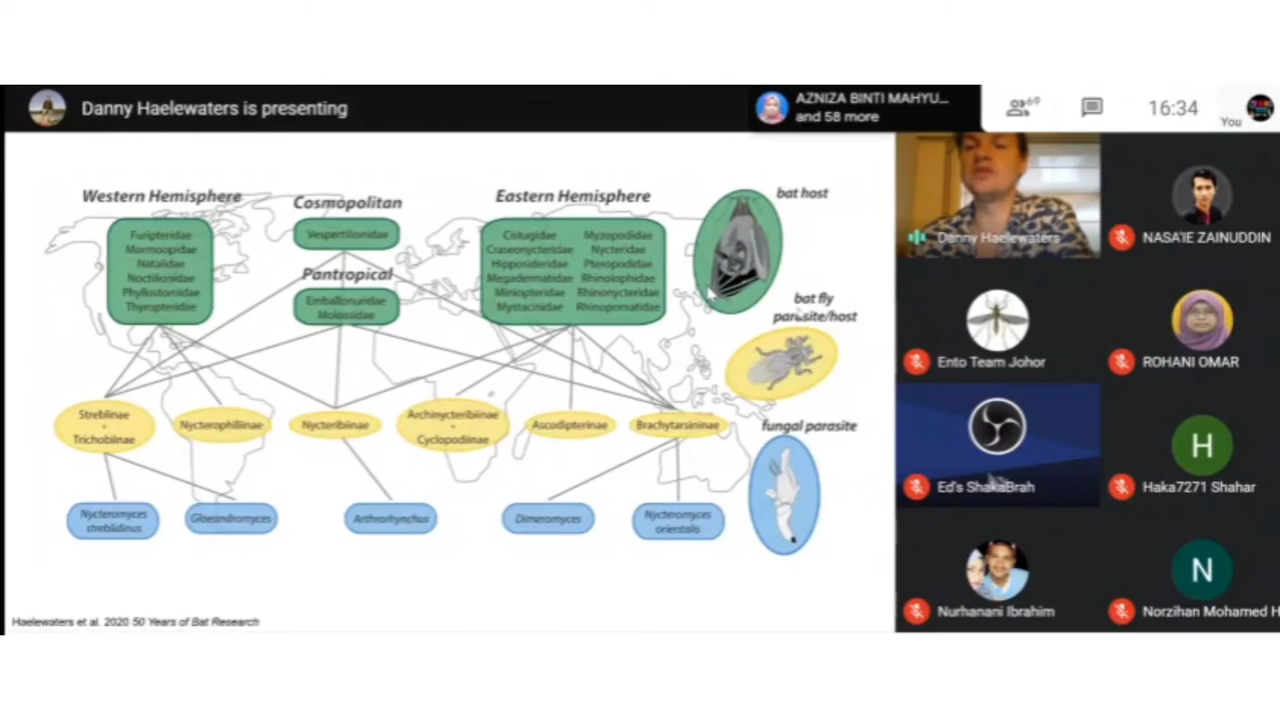 Danny Haelewaters is presenting
AZNIZA BINTI MAHYU...
and 58 more
69
16:34
You
Western Hemisphere
Cosmopolitan
Eastern Hemisphere
bat host
Furipteridae
Mormoopidae
Natalidae
Noctilionidae
Phyllostomidae
Thyropteridae
Vespertilionidae
Pantropical
Emballonuridae
Molossidae
Cistugidae
Craseonycteridae
Hipposideridae
Megadermatidae
Miniopteridae
Mystacinidae
Myzopodidae
Nycteridae
Pteropodidae
Rhinolophidae
Rhinonycteridae
Rhinopomatidae
bat fly
parasite/host
Streblinae
+
Trichobiinae
Nycterophiliinae
Nycteribiinae
Archinycteribiinae
+
Cyclopodiinae
Ascodipterinae
Brachytarsininae
fungal parasite
Nycteromyces
streblidinus
Gloeandromyces
Arthrorhynchus
Dimeromyces
Nycteromyces
orientalis
Haelewaters et al. 2020 50 Years of Bat Research
Danny Haelewaters
NASA'IE ZAINUDDIN
Ento Team Johor
ROHANI OMAR
Ed's ShakaBrah
H
Haka7271 Shahar
Nurhanani Ibrahim
N
Norzihan Mohamed H